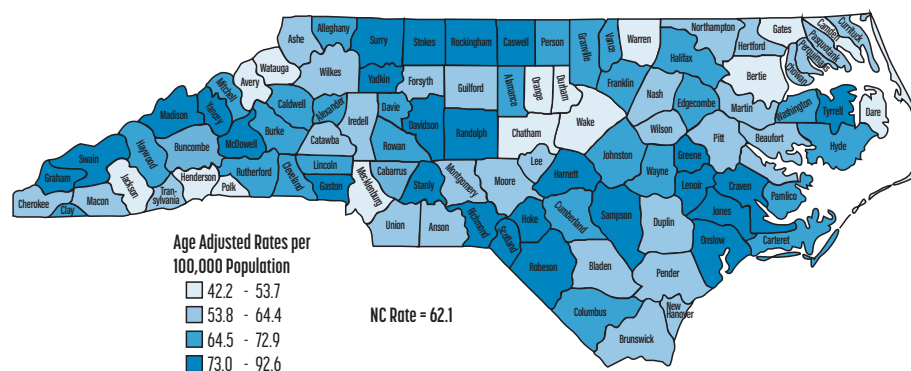 Ashe
Alleghany
Surry
Stokes
Rockingham
Caswell
Person
Granville
Vance
Warren
Northampton
Gates
Camden
Currituck
Pasquotank
Perquimans
Chowan
Hertford
Halifax
Bertie
Watauga
Avery
Mitchell
Yancey
Madison
Wilkes
Yadkin
Forsyth
Guilford
Alamance
Orange
Durham
Franklin
Nash
Edgecombe
Martin
Washington
Tyrrell
Dare
Caldwell
Alexander
Iredell
Davie
Davidson
Randolph
Chatham
Wake
Wilson
Pitt
Beaufort
Hyde
McDowell
Burke
Catawba
Rowan
Buncombe
Haywood
Swain
Graham
Cherokee
Clay
Macon
Jackson
Tran-
sylvania
Henderson
Polk
Rutherford
Cleveland
Lincoln
Gaston
Mecklenburg
Cabarrus
Stanly
Montgomery
Moore
Lee
Harnett
Johnston
Wayne
Greene
Lenoir
Craven
Pamlico
Jones
Onslow
Carteret
Union
Anson
Richmond
Scotland
Hoke
Cumberland
Sampson
Duplin
Robeson
Bladen
Pender
New
Hanover
Columbus
Brunswick
Age Adjusted Rates per
100,000 Population
42.2 - 53.7
53.8 - 64.4
64.5 - 72.9
73.0 - 92.6
NC Rate = 62.1